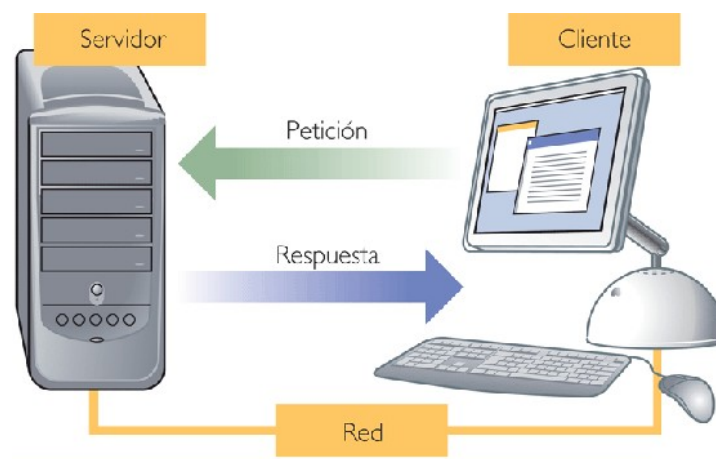 Servidor
Cliente
Petición
Respuesta
Red